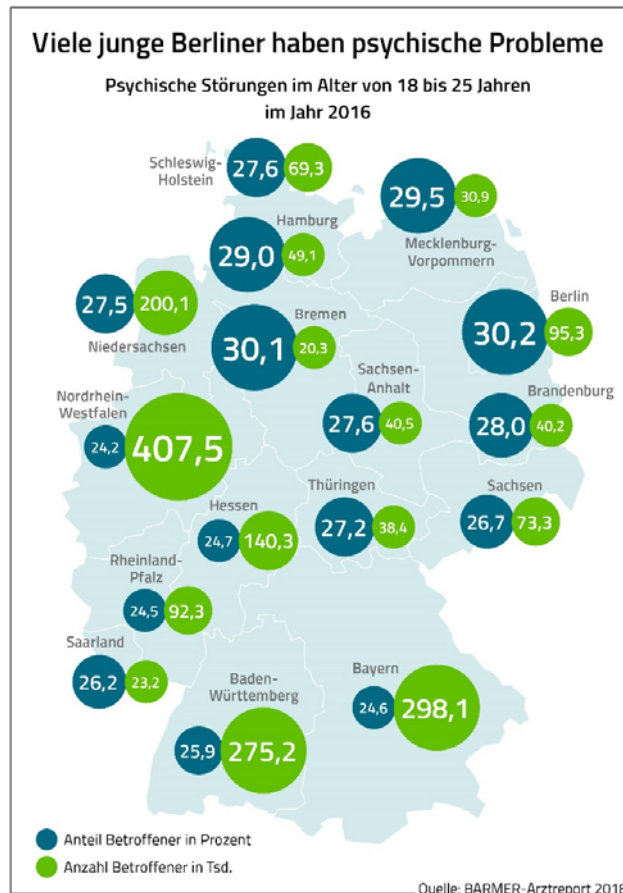 Viele junge Berliner haben psychische Probleme
Psychische Störungen im Alter von 18 bis 25 Jahren
im Jahr 2016
Schleswig-
Holstein
27,6 69,3
29,5 30,9
Mecklenburg-
Vorpommern
Hamburg
29,0 49,1
27,5 200,1
Niedersachsen
Bremen
30,1 20,3
Berlin
30,2 95,3
Sachsen-
Anhalt
27,6 40,5
Brandenburg
28,0 40,2
Nordrhein-
Westfalen
24,2 407,5
Hessen
24,7 140,3
Thüringen
27,2 38,4
Sachsen
26,7 73,3
Rheinland-
Pfalz
24,5 92,3
Saarland
26,2 23,2
Baden-
Württemberg
25,9 275,2
Bayern
24,6 298,1
Anteil Betroffener in Prozent
Anzahl Betroffener in Tsd.
Quelle: BARMER-Arztreport 2018